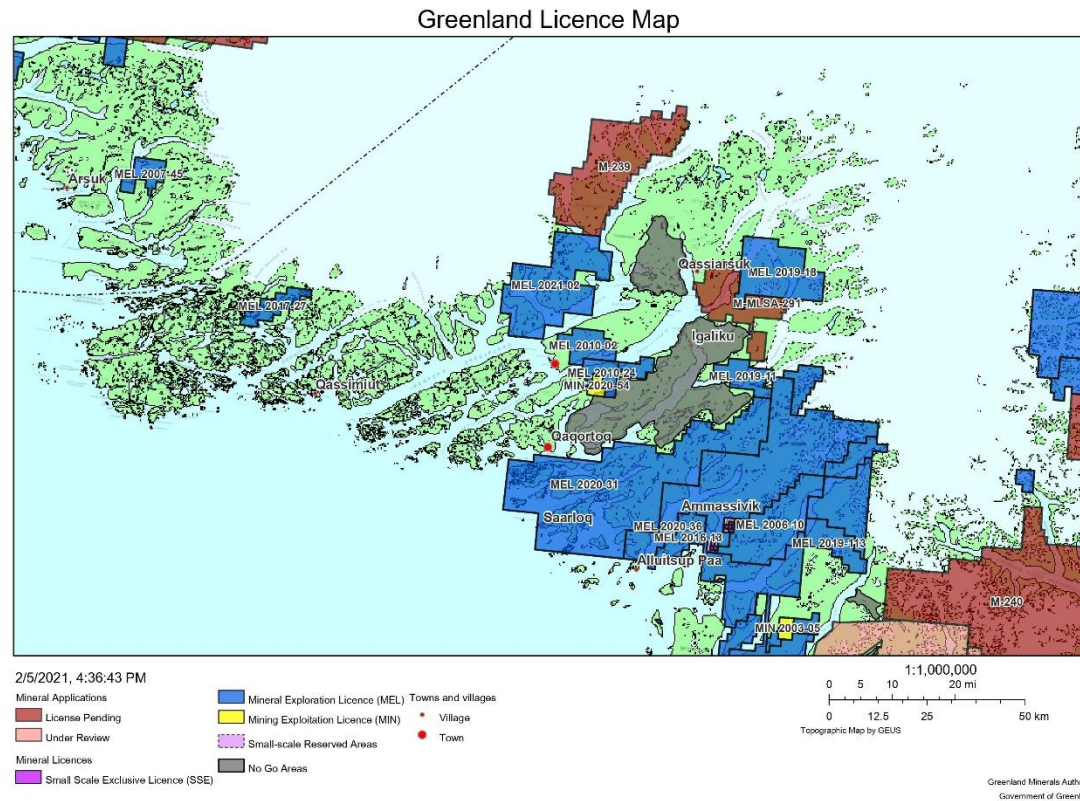 Greenland Licence Map
M-239
Arsuk
MEL 2007-45
Qassiarsuk
MEL 2019-18
MEL 2021-02
M-MLSA-291
MEL 2017-27
Igaliku
MEL 2010-02
MEL 2010-24
MEL 2019-11
MIN 2020-54
Qassimiut
Qaqortoq
MEL 2020-31
Ammassivik
Saarloq
MEL 2020-36
MEL 2006-10
MEL 2016-13
MEL 2019-113
Alluitsup Paa
M-240
MIN 2003-05
2/5/2021, 4:36:43 PM
Mineral Applications
License Pending
Under Review
Mineral Licences
Small Scale Exclusive Licence (SSE)
Mineral Exploration Licence (MEL)
Mining Exploitation Licence (MIN)
Small-scale Reserved Areas
No Go Areas
Towns and villages
Village
Town
1:1,000,000
0 5 10 20 mi
0 12.5 25 50 km
Topographic Map by GEUS
Greenland Minerals
Government of